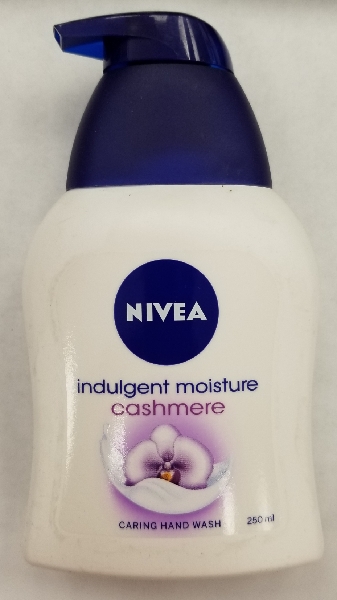 NIVEA
indulgent moisture
cashmere
CARING HAND WASH
250 ml